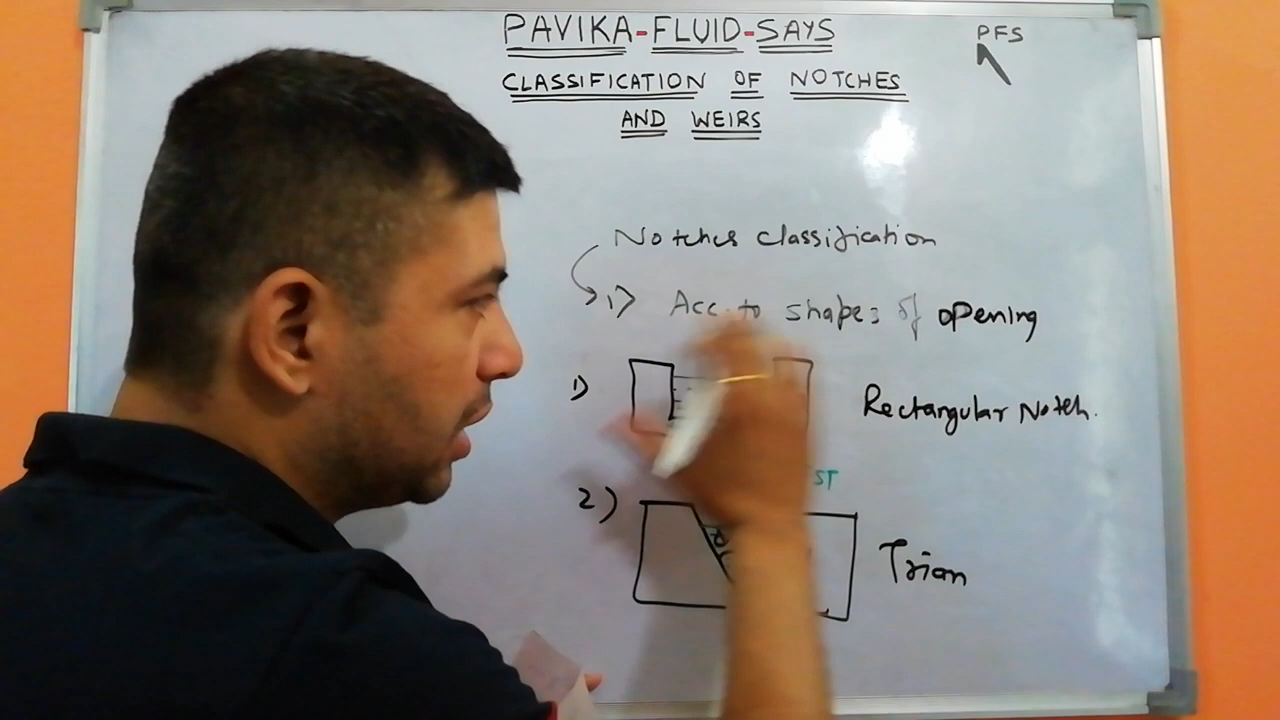 PAVIKA-FLUID-SAYS
PFS
CLASSIFICATION OF NOTCHES
AND WEIRS
Notches classification
1) Acc. to shapes of opening
1)
Rectangular Notch.
ST
2)
Trian